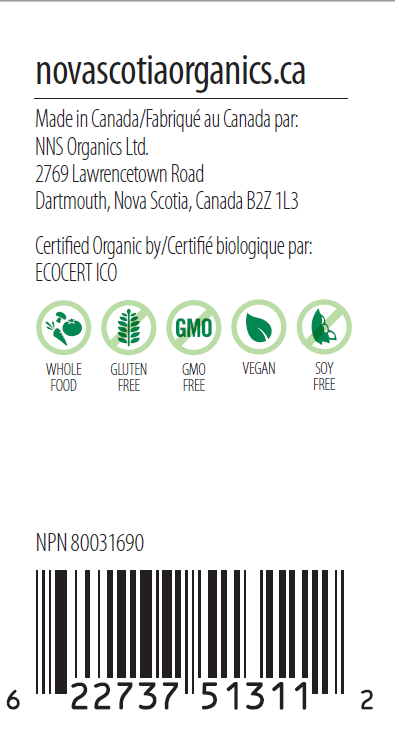 novascotiaorganics.ca
Made in Canada/Fabriqué au Canada par:
NNS Organics Ltd.
2769 Lawrencetown Road
Dartmouth, Nova Scotia, Canada B2Z 1L3
Certified Organic by/Certifié biologique par:
ECOCERT ICO
GMO
WHOLE FOOD
GLUTEN FREE
GMO FREE
VEGAN
SOY FREE
NPN 80031690
6 22737 51311 2